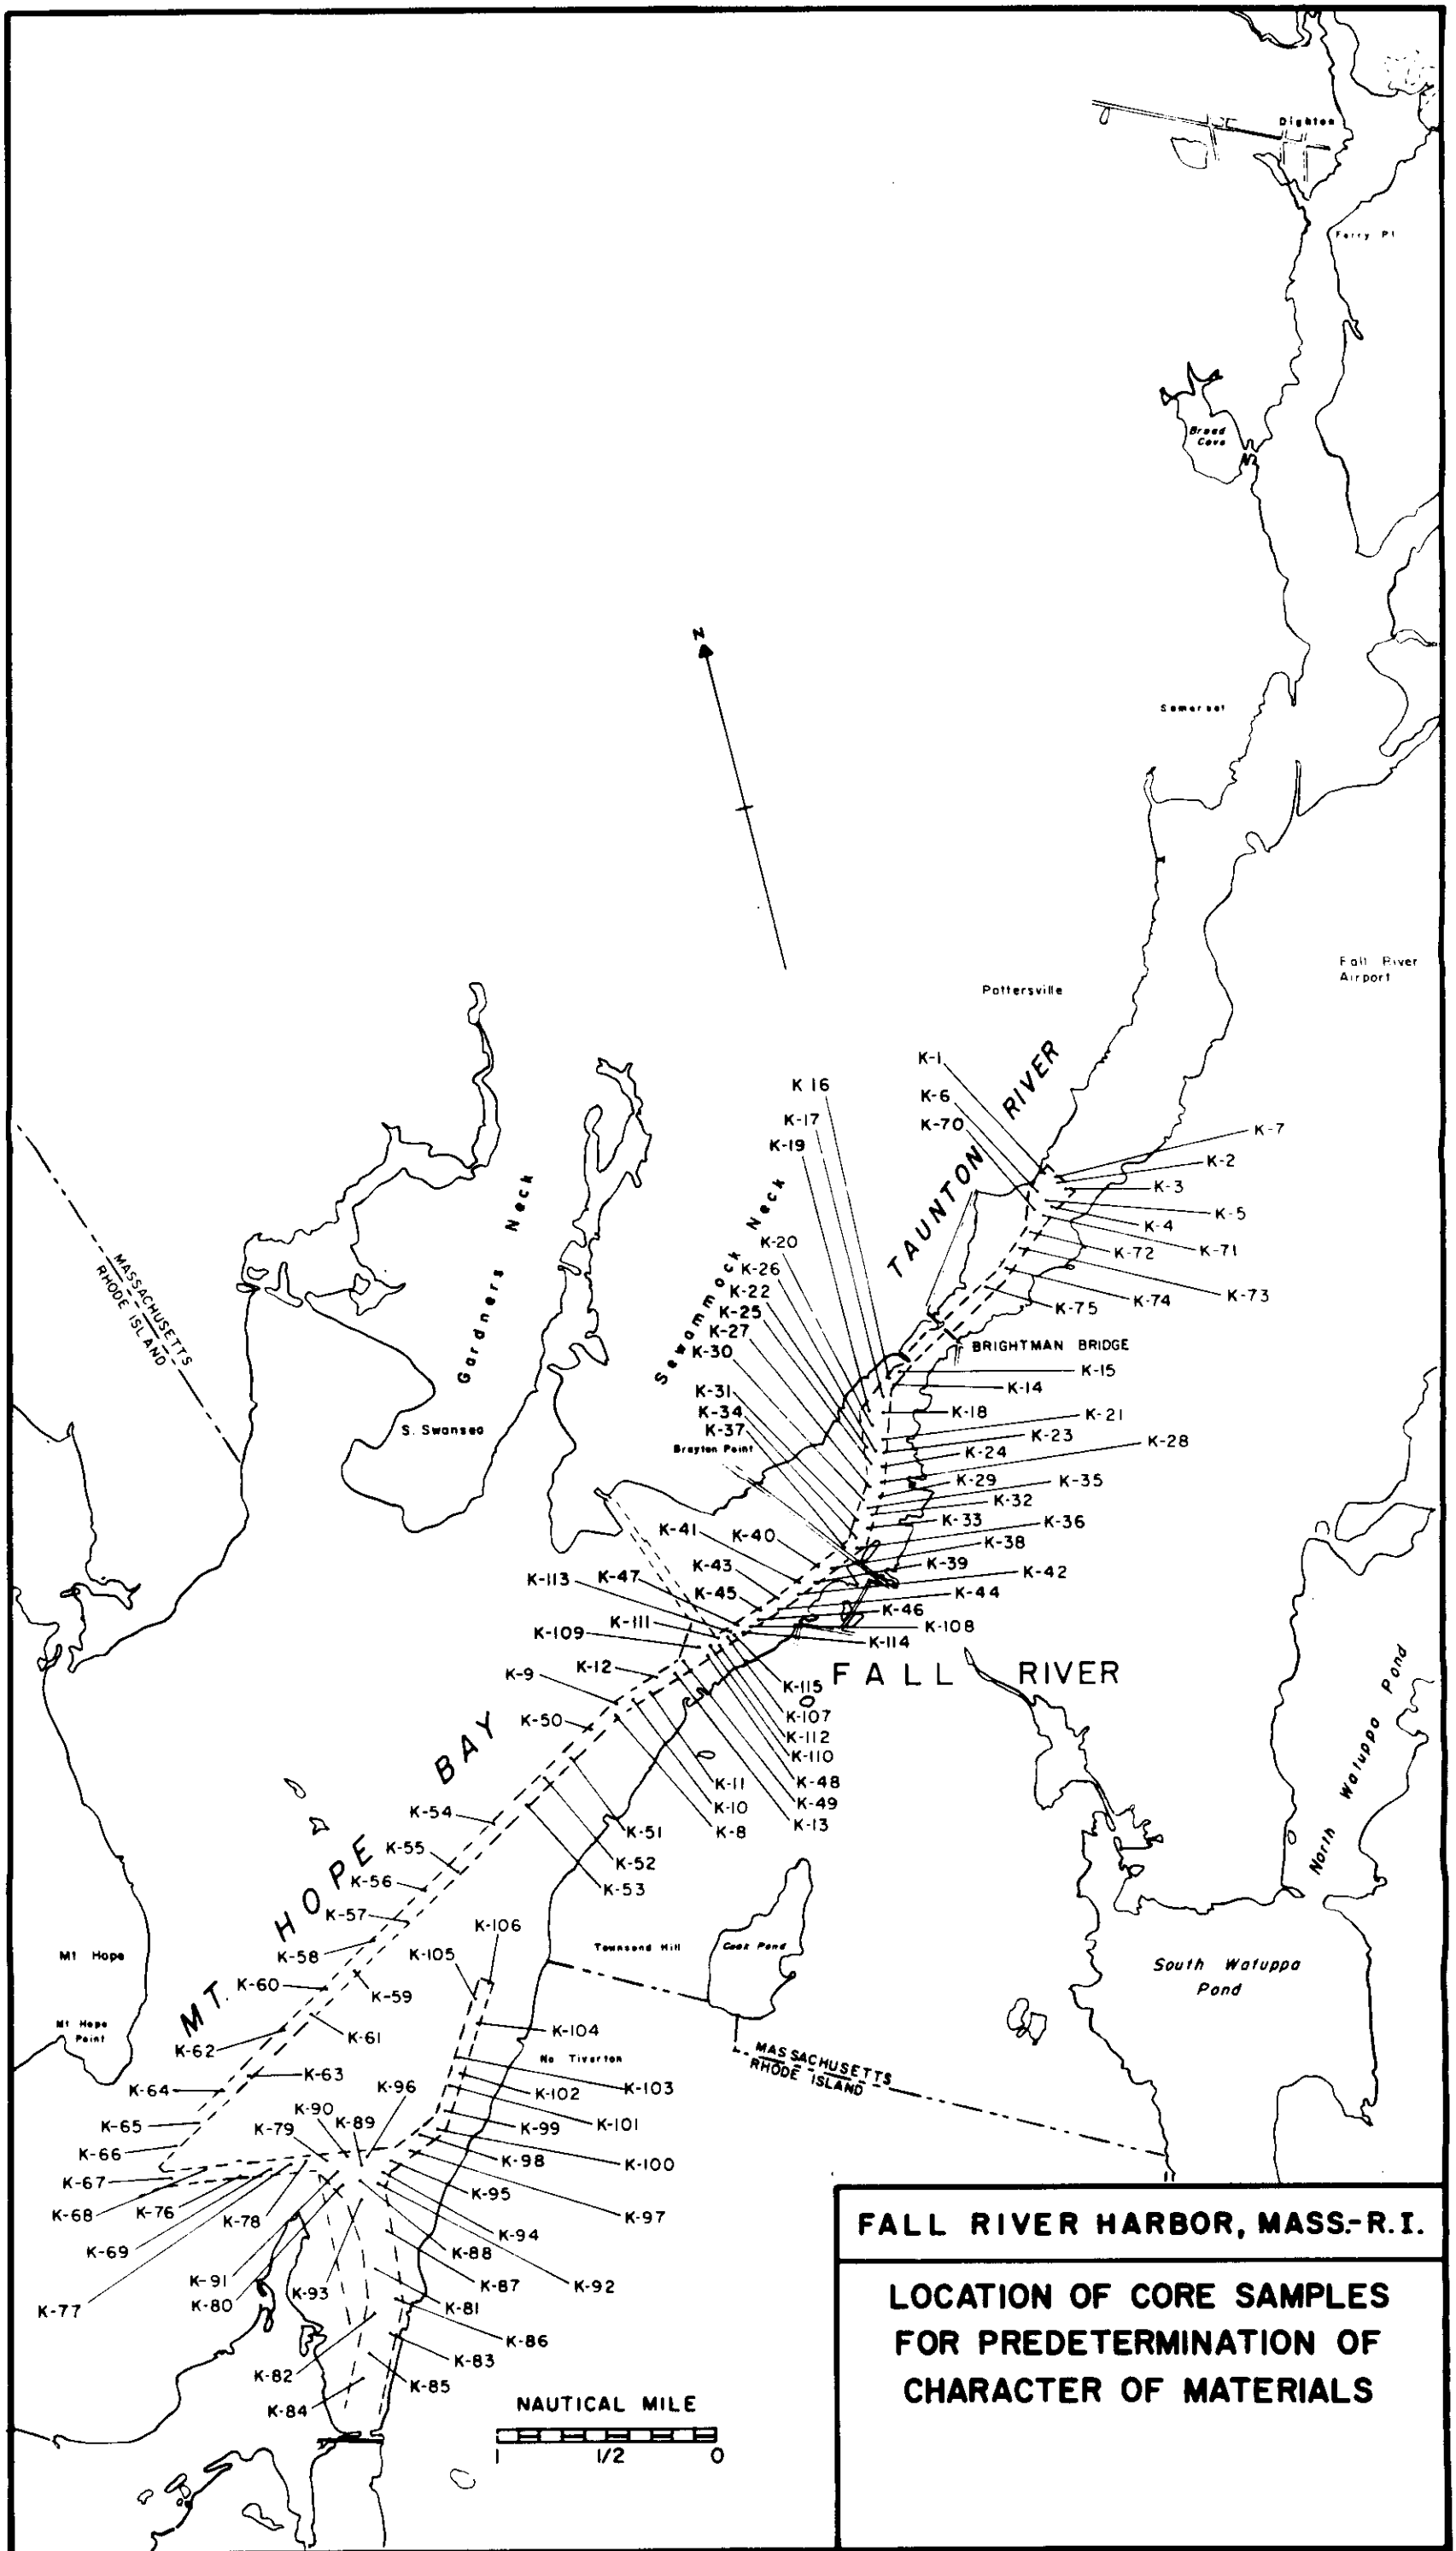 Dighton
Ferry Pt
Broad
Cove
N
Somerset
Fall River
Airport
Pottersville
K-1
K 16
K-6
TAUNTON RIVER
K-17
K-70
K-7
K-19
K-2
K-3
Gardners Neck
Sewammock Neck
K-5
K-4
K-20
K-72
K-71
MASSACHUSETTS
RHODE ISLAND
K-26
K-22
K-73
K-74
K-25
K-75
K-27
K-30
BRIGHTMAN BRIDGE
K-15
K-31
K-14
K-34
K-18
K-21
S. Swansea
K-37
K-23
K-28
Brayton Point
K-24
K-29
K-35
K-32
K-33
K-36
K-41
K-40
K-38
K-43
K-39
K-42
K-113
K-47
K-45
K-44
K-46
K-111
K-108
K-109
K-114
K-12
K-9
FALL RIVER
K-115
K-50
K-107
K-112
K-110
K-11
K-48
K-10
K-49
K-54
K-13
K-51
K-8
K-55
K-52
K-56
K-53
MT. HOPE BAY
North Watuppa Pond
K-57
K-106
K-58
K-105
Mt Hope
Townsend Hill
Cook Pond
South Watuppa
Pond
K-60
K-59
Mt Hope
Point
K-61
K-104
K-62
No Tiverton
MASSACHUSETTS
RHODE ISLAND
K-63
K-96
K-103
K-64
K-102
K-90
K-65
K-79
K-89
K-99
K-101
K-66
K-98
K-100
K-67
K-95
K-68
K-76
K-78
K-97
K-94
K-69
K-88
K-91
K-93
K-87
K-92
K-80
K-77
K-81
K-86
K-83
K-82
K-85
K-84
NAUTICAL MILE
1 1/2 0
FALL RIVER HARBOR, MASS.-R.I.
LOCATION OF CORE SAMPLES
FOR PREDETERMINATION OF
CHARACTER OF MATERIALS